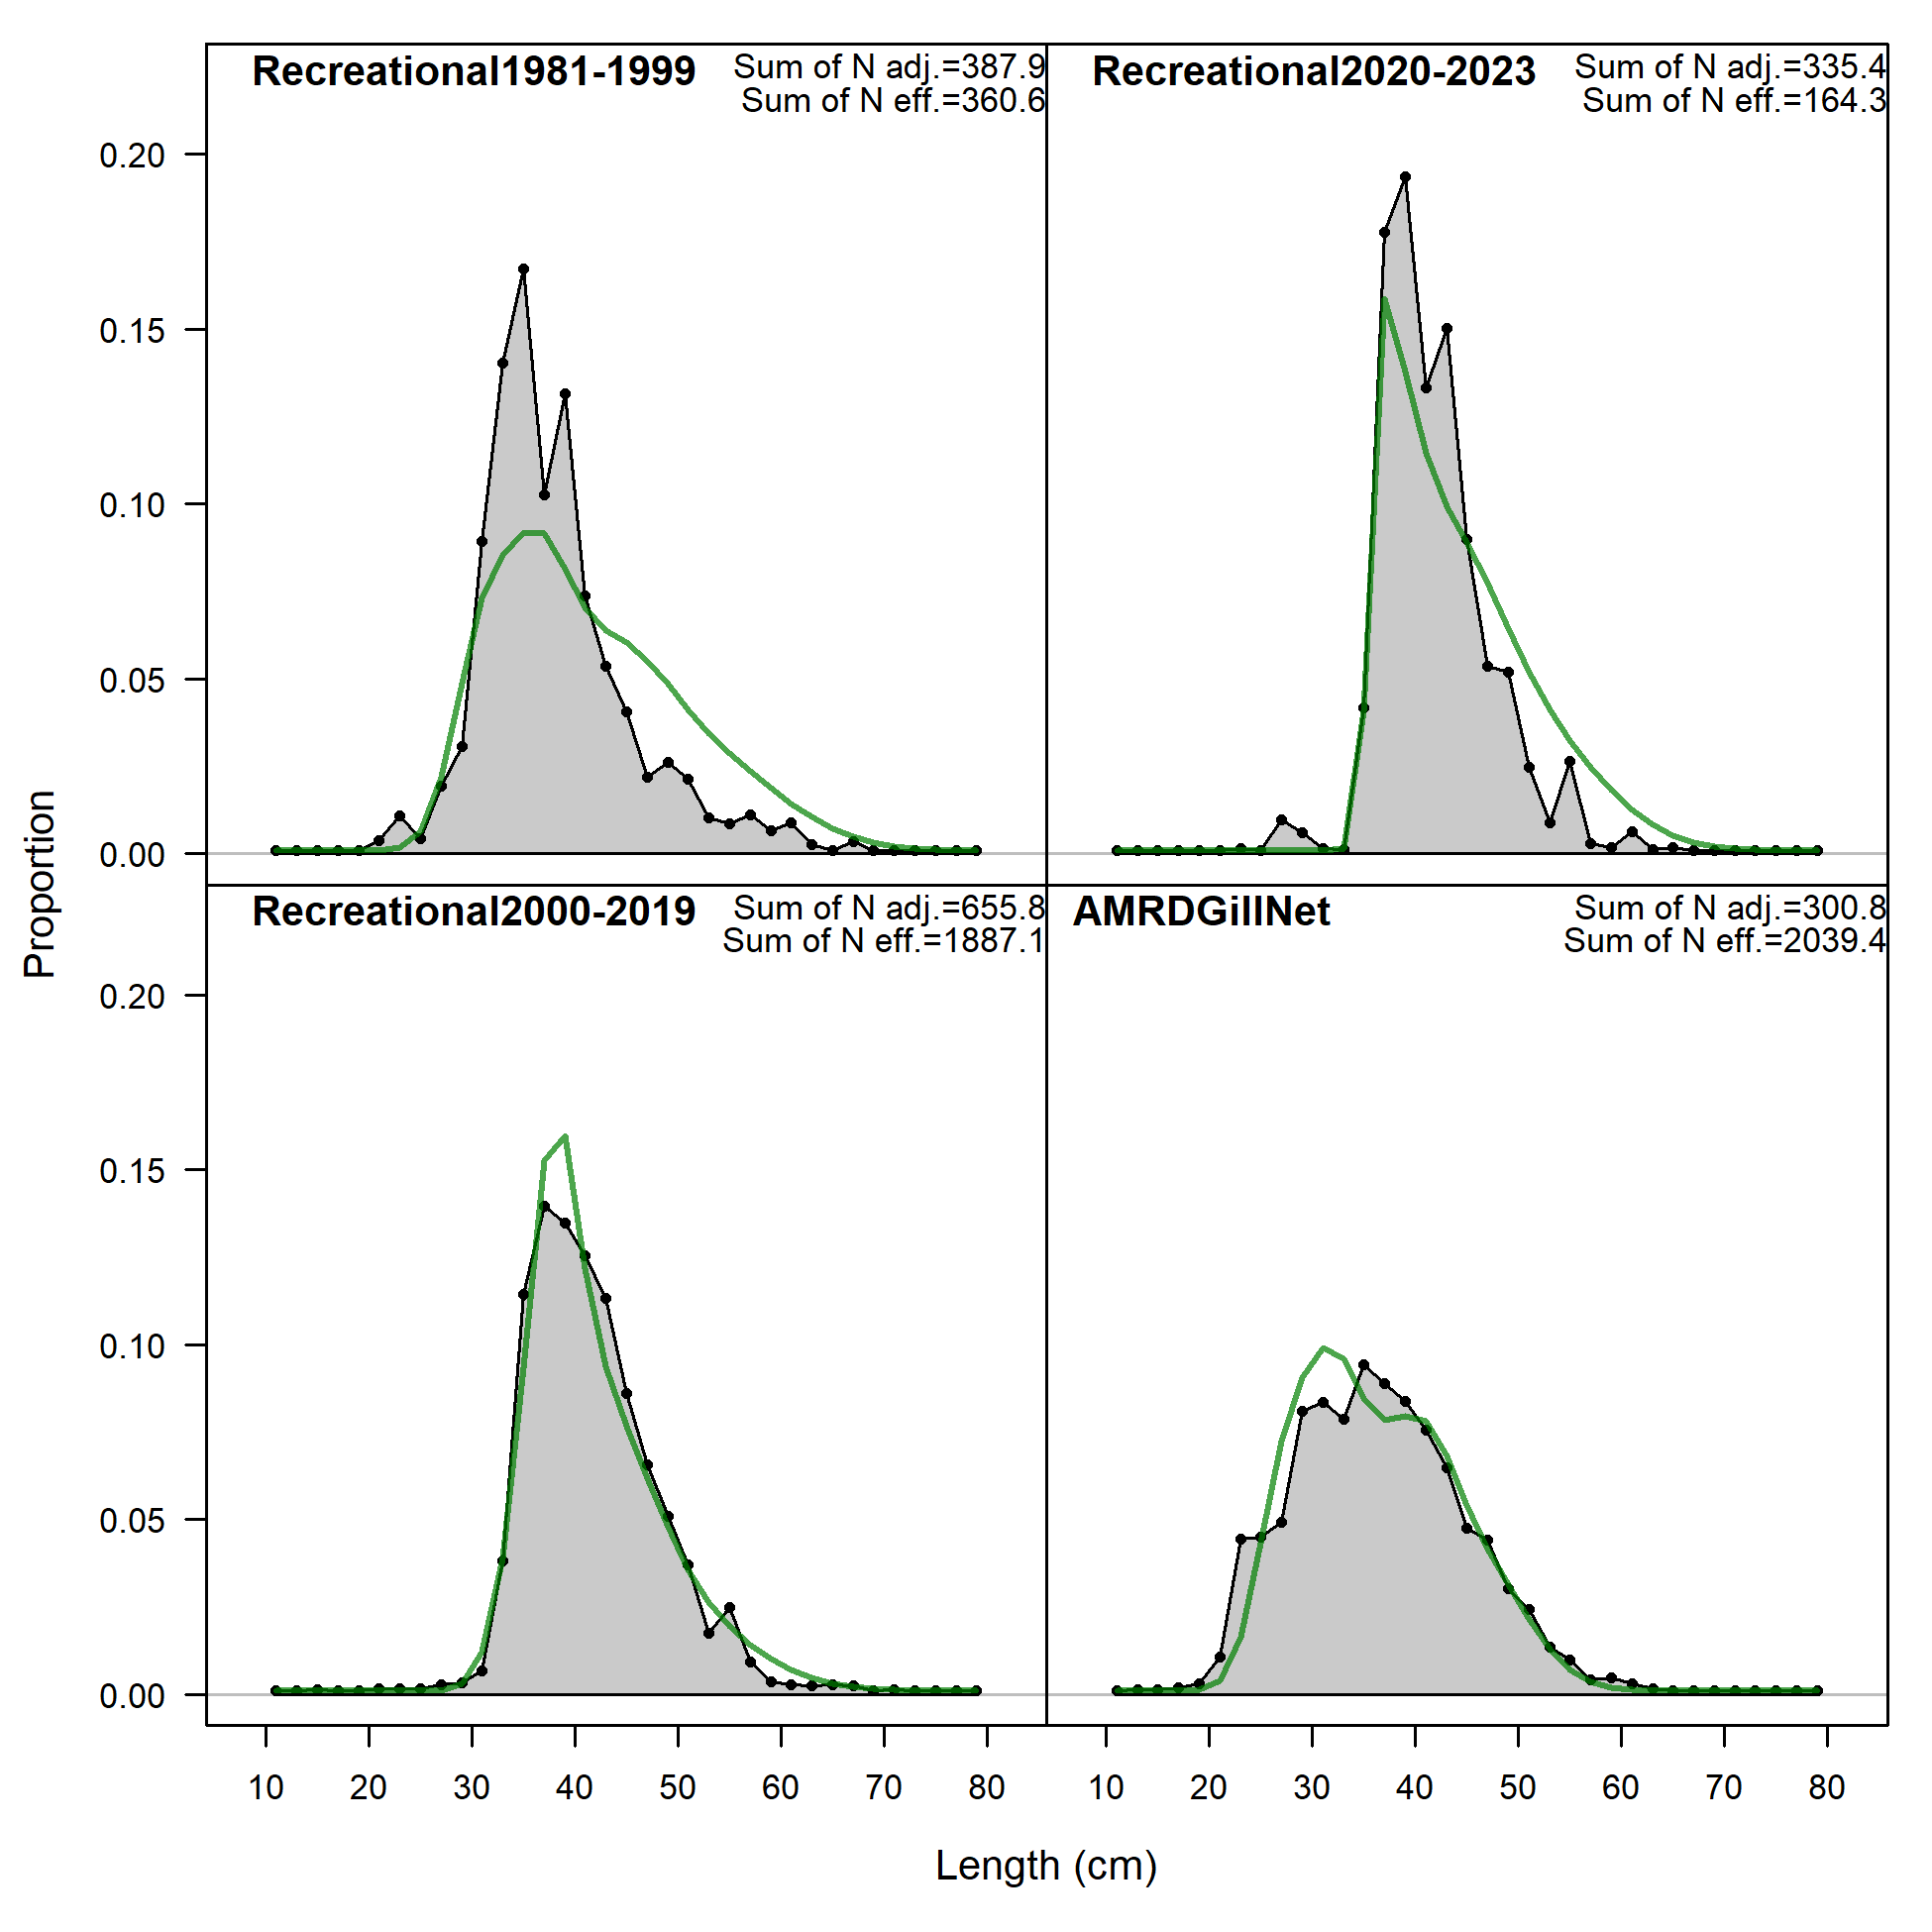 Recreational1981-1999
Sum of N adj.=387.9
Sum of N eff.=360.6
Recreational2020-2023
Sum of N adj.=335.4
Sum of N eff.=164.3
0.20
0.15
0.10
0.05
0.00
Proportion
Recreational2000-2019
Sum of N adj.=655.8
Sum of N eff.=1887.1
AMRDGillNet
Sum of N adj.=300.8
Sum of N eff.=2039.4
0.20
0.15
0.10
0.05
0.00
10 20 30 40 50 60 70 80
10 20 30 40 50 60 70 80
Length (cm)